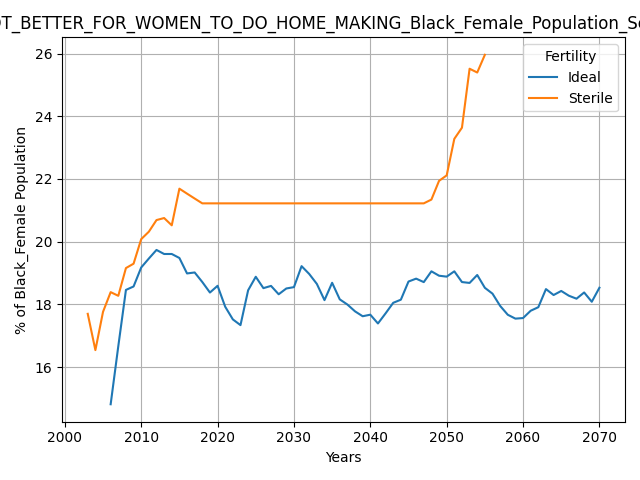 OT_BETTER_FOR_WOMEN_TO_DO_HOME_MAKING_Black_Female_Population_Se
26
24
22
20
18
16
% of Black_Female Population
Fertility
Ideal
Sterile
2000 2010 2020 2030 2040 2050 2060 2070
Years